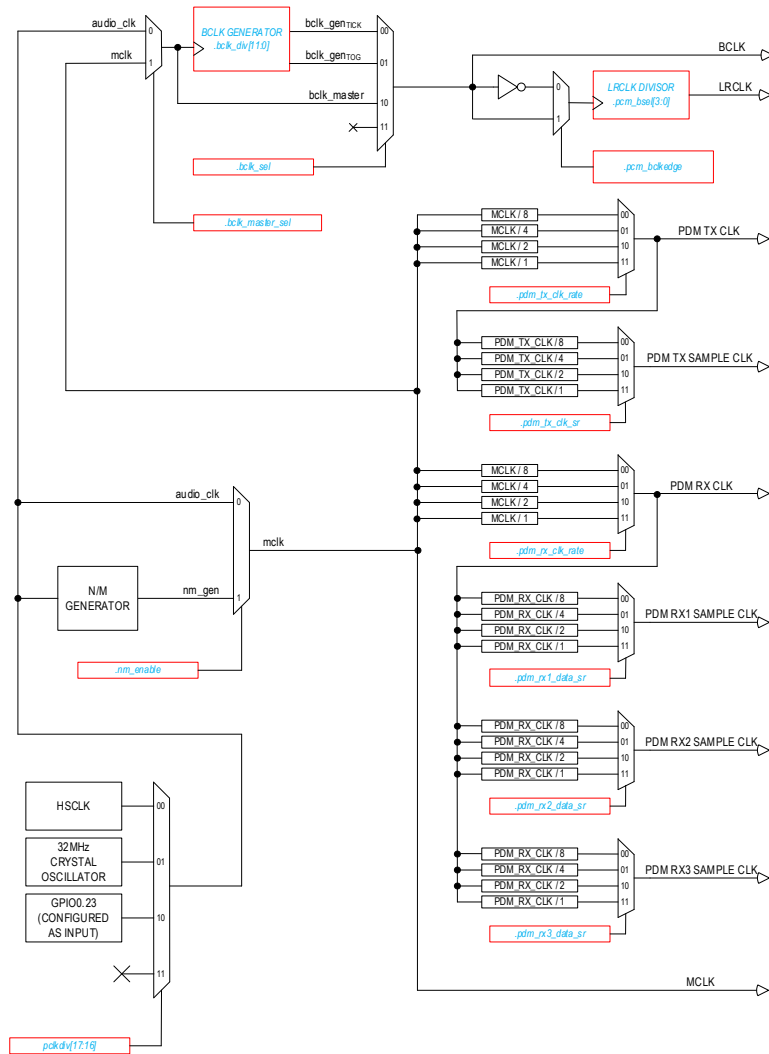 audio_clk
0
mclk
1
BCLK GENERATOR
.bclk_div[11:0]
bclk_genTICK
00
bclk_genTOG
01
bclk_master
10
11
.bclk_sel
.bclk_master_sel
BCLK
0
1
LRCLK DIVISOR
.pcm_bsel[3:0]
LRCLK
.pcm_bclkedge
MCLK / 8
00
MCLK / 4
01
MCLK / 2
10
MCLK / 1
11
PDM TX CLK
.pdm_tx_clk_rate
PDM_TX_CLK / 8
00
PDM_TX_CLK / 4
01
PDM_TX_CLK / 2
10
PDM_TX_CLK / 1
11
PDM TX SAMPLE CLK
.pdm_tx_clk_sr
MCLK / 8
00
MCLK / 4
01
MCLK / 2
10
MCLK / 1
11
PDM RX CLK
.pdm_rx_clk_rate
audio_clk
0
mclk
N/M
GENERATOR
nm_gen
1
.nm_enable
PDM_RX_CLK / 8
00
PDM_RX_CLK / 4
01
PDM_RX_CLK / 2
10
PDM_RX_CLK / 1
11
PDM RX1 SAMPLE CLK
.pdm_rx1_data_sr
PDM_RX_CLK / 8
00
PDM_RX_CLK / 4
01
PDM_RX_CLK / 2
10
PDM_RX_CLK / 1
11
PDM RX2 SAMPLE CLK
.pdm_rx2_data_sr
PDM_RX_CLK / 8
00
PDM_RX_CLK / 4
01
PDM_RX_CLK / 2
10
PDM_RX_CLK / 1
11
PDM RX3 SAMPLE CLK
.pdm_rx3_data_sr
HSCLK
00
32MHz
CRYSTAL
OSCILLATOR
01
GPIO0.23
(CONFIGURED
AS INPUT)
10
11
pclkdiv[17:16]
MCLK